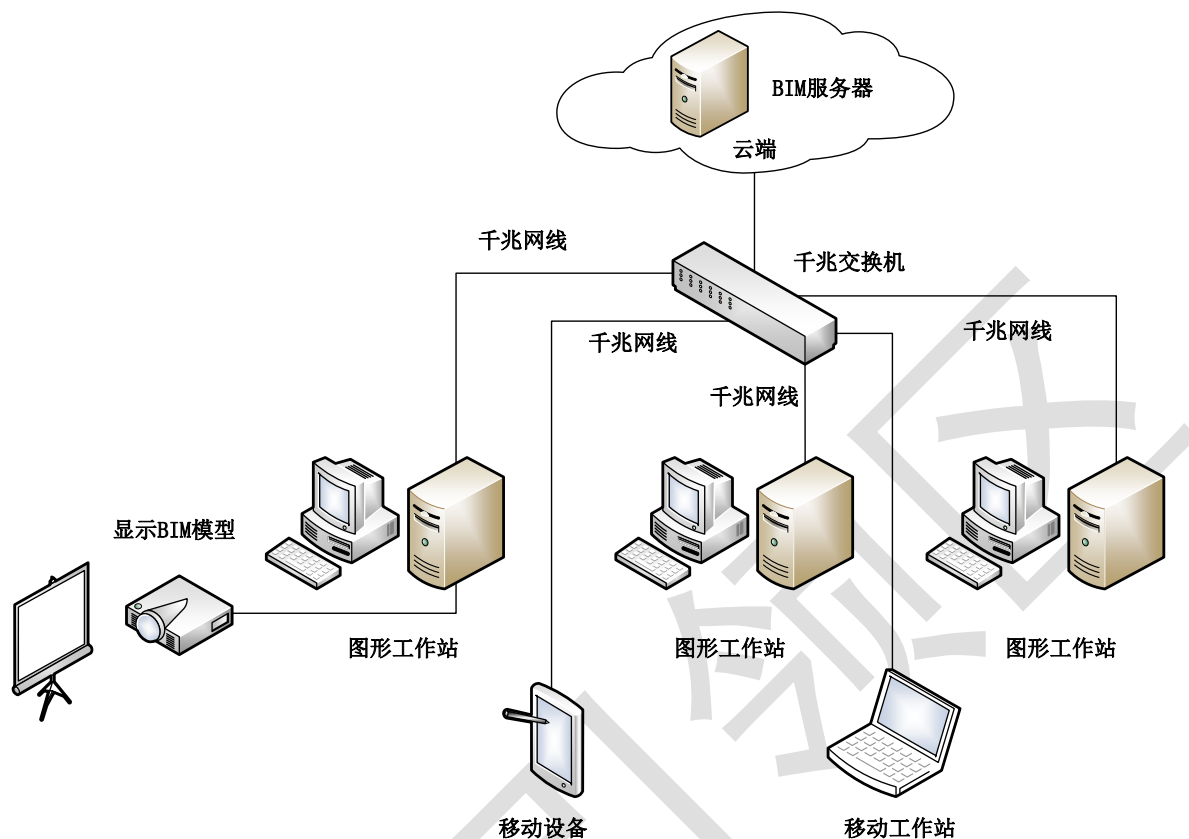 BIM服务器
云端
千兆网线
千兆交换机
千兆网线
千兆网线
千兆网线
显示BIM模型
图形工作站
图形工作站
图形工作站
移动设备
移动工作站